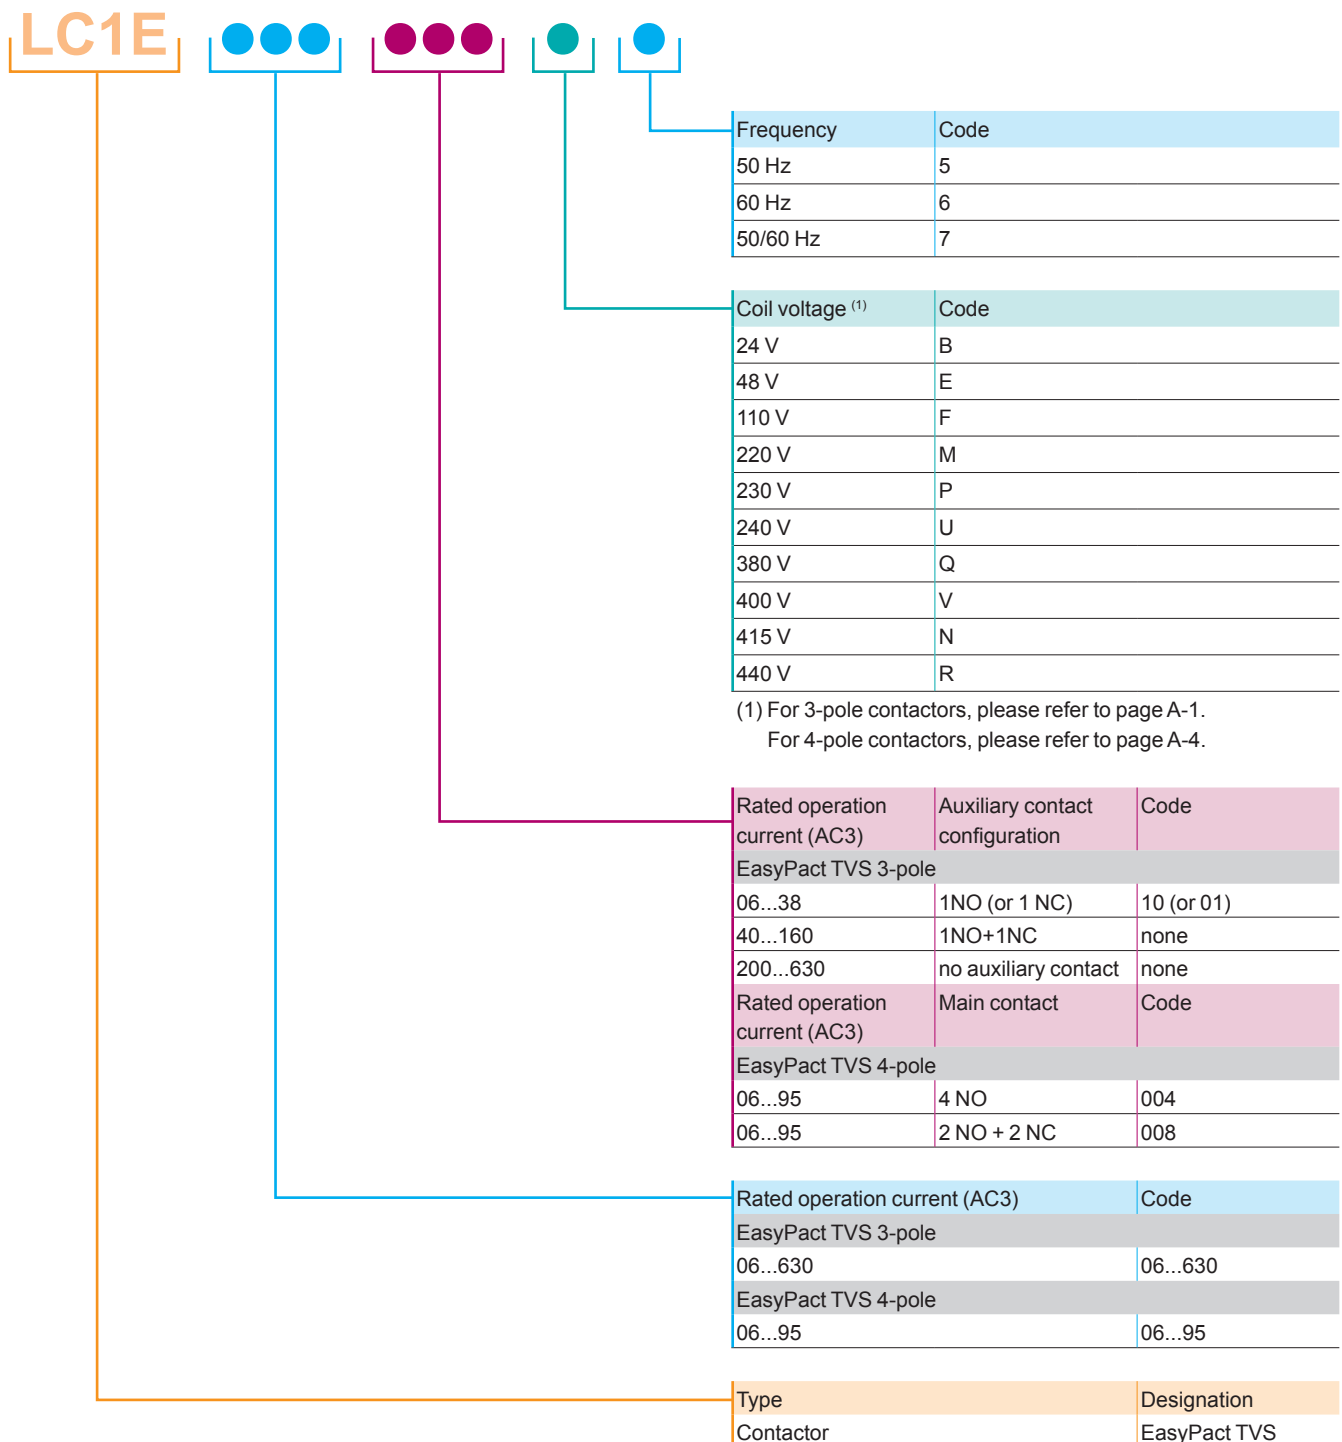 LC1E
Frequency Code
50 Hz 5
60 Hz 6
50/60 Hz 7
Coil voltage (1) Code
24 V B
48 V E
110 V F
220 V M
230 V P
240 V U
380 V Q
400 V V
415 V N
440 V R
(1) For 3-pole contactors, please refer to page A-1.
For 4-pole contactors, please refer to page A-4.
Rated operation Auxiliary contact Code
current (AC3) configuration
EasyPact TVS 3-pole
06...38 1NO (or 1 NC) 10 (or 01)
40...160 1NO+1NC none
200...630 no auxiliary contact none
Rated operation Main contact Code
current (AC3)
EasyPact TVS 4-pole
06...95 4 NO 004
06...95 2 NO + 2 NC 008
Rated operation current (AC3) Code
EasyPact TVS 3-pole
06...630 06...630
EasyPact TVS 4-pole
06...95 06...95
Type Designation
Contactor EasyPact TVS